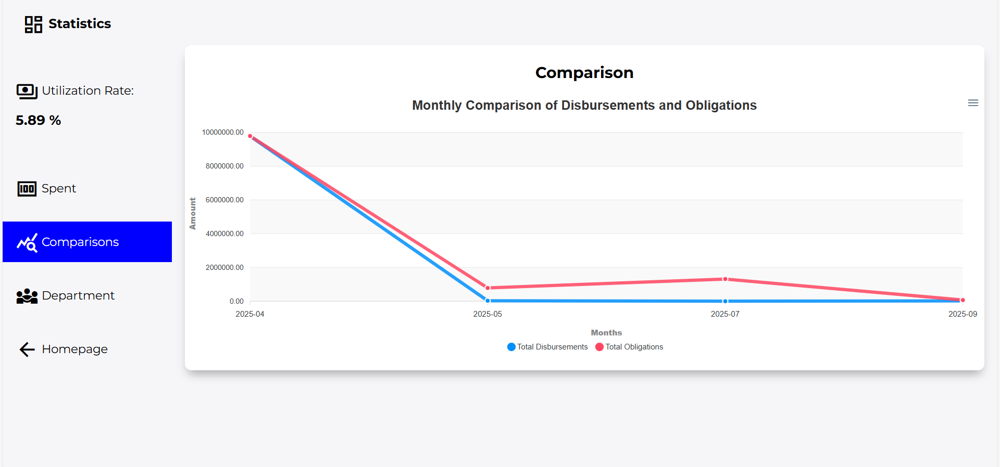 Statistics
Utilization Rate:
5.89 %
Spent
Comparisons
Department
Homepage
Comparison
Monthly Comparison of Disbursements and Obligations
Amount
10000000.00
8000000.00
6000000.00
4000000.00
2000000.00
0.00
2025-04 2025-05 2025-07 2025-09
Months
Total Disbursements Total Obligations